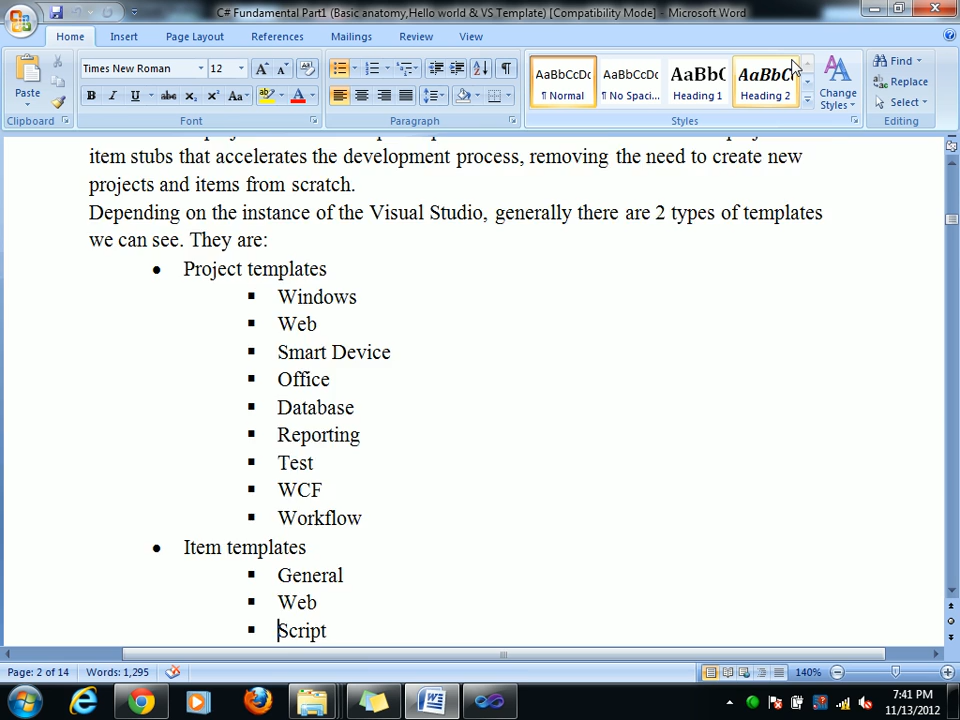 C# Fundamental Part1 (Basic anatomy,Hello world & VS Template) [Compatibility Mode] - Microsoft Word
Home Insert Page Layout References Mailings Review View
Paste
Times New Roman 12
AaBbCcDc AaBbCcDc AaBbC AaBbC
¶ Normal ¶ No Spaci... Heading 1 Heading 2
Change Styles
Find
Replace
Select
Clipboard Font Paragraph Styles Editing
item stubs that accelerates the development process, removing the need to create new
projects and items from scratch.
Depending on the instance of the Visual Studio, generally there are 2 types of templates
we can see. They are:
• Project templates
▪ Windows
▪ Web
▪ Smart Device
▪ Office
▪ Database
▪ Reporting
▪ Test
▪ WCF
▪ Workflow
• Item templates
▪ General
▪ Web
▪ Script
Page: 2 of 14 Words: 1,295 140%
7:41 PM
11/13/2012